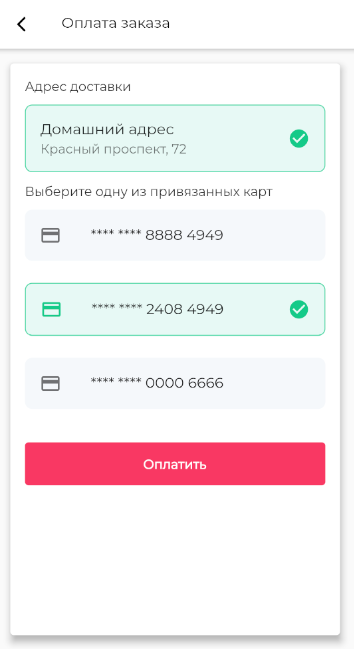 Оплата заказа
Адрес доставки
Домашний адрес
Красный проспект, 72
Выберите одну из привязанных карт
**** **** 8888 4949
**** **** 2408 4949
**** **** 0000 6666
Оплатить